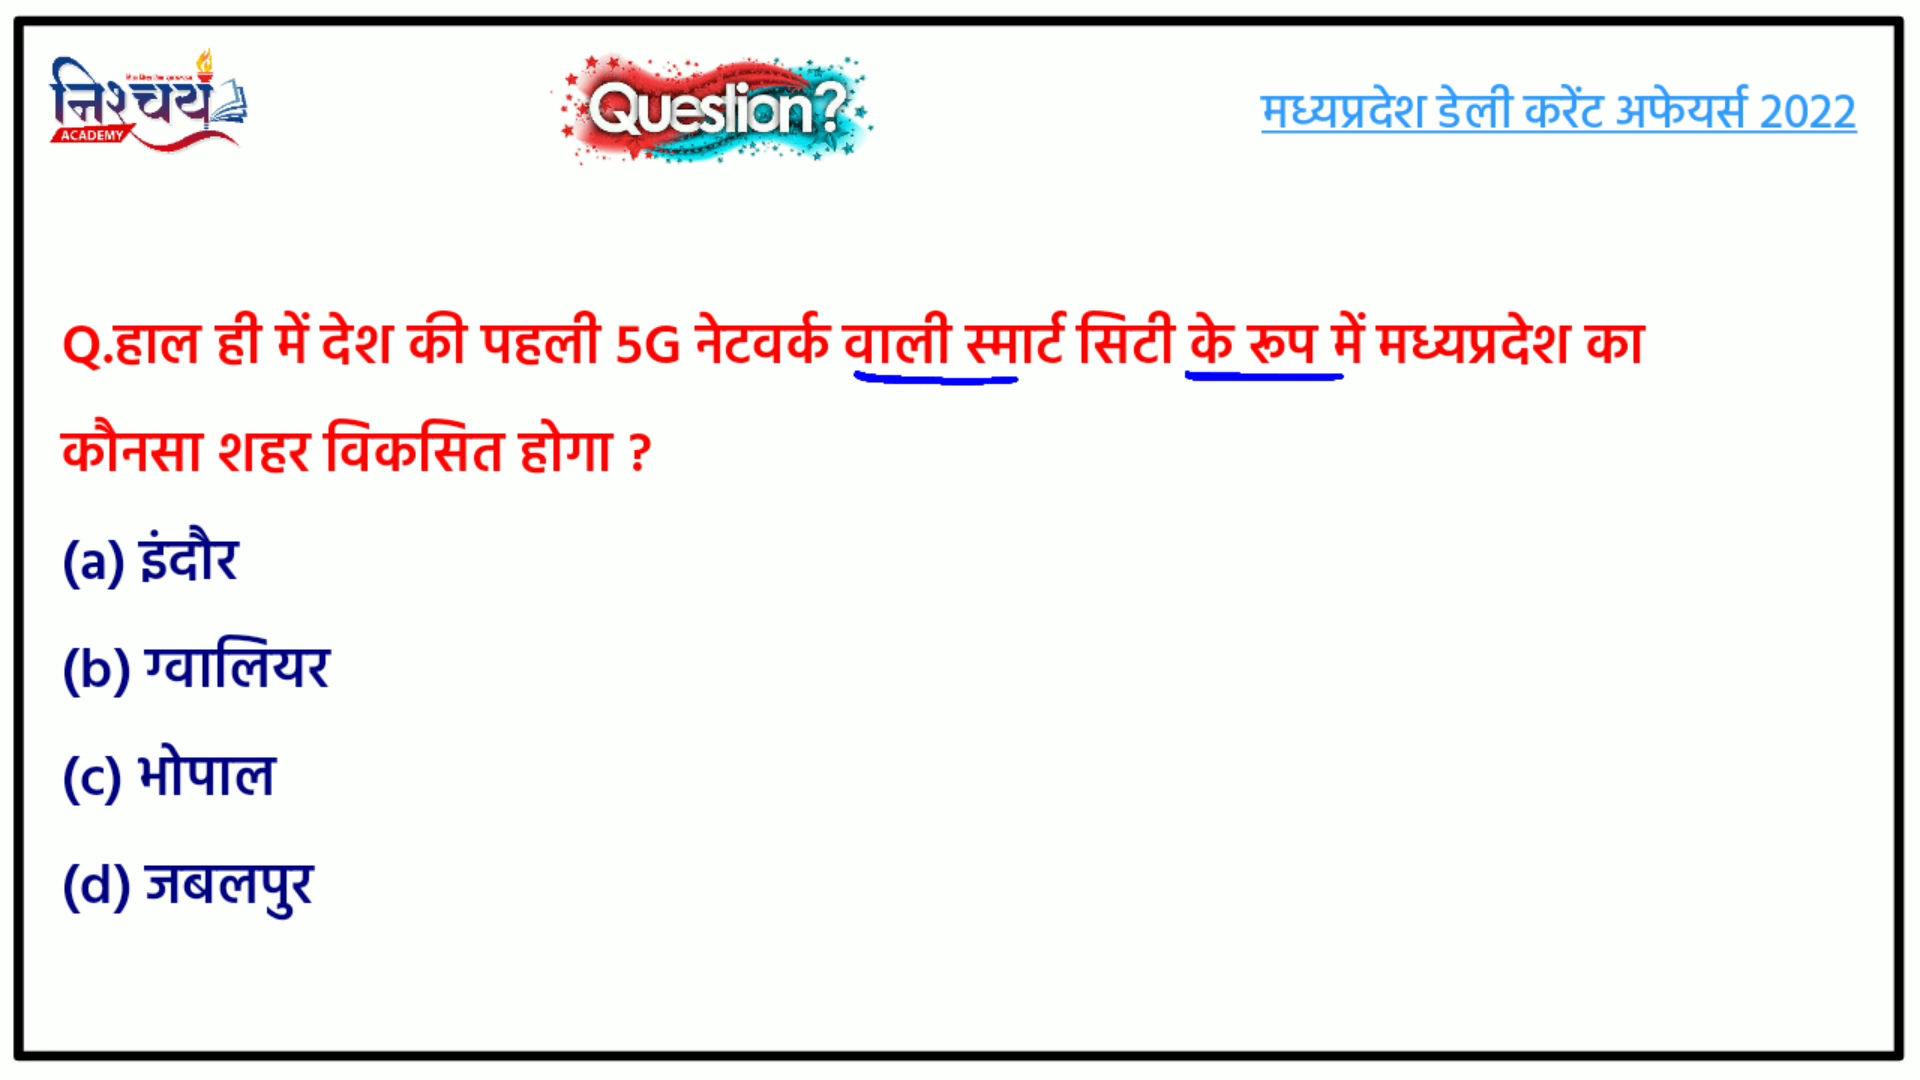 निश्चय
ACADEMY
Question?
मध्यप्रदेश डेली करेंट अफेयर्स 2022
Q.हाल ही में देश की पहली 5G नेटवर्क वाली स्मार्ट सिटी के रूप में मध्यप्रदेश का
कौनसा शहर विकसित होगा ?
(a) इंदौर
(b) ग्वालियर
(c) भोपाल
(d) जबलपुर